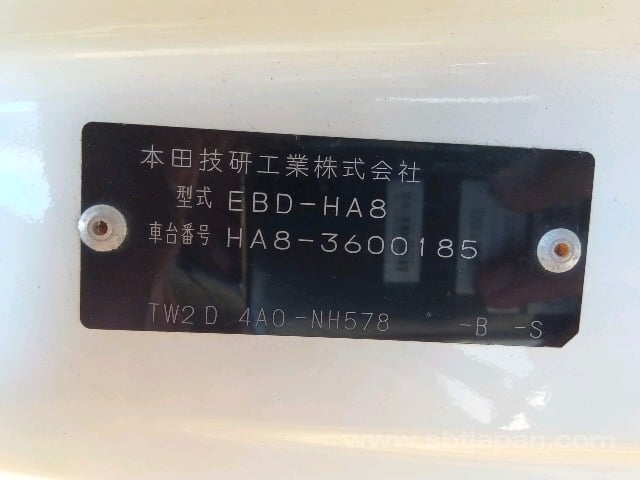 本田技研工業株式会社
型式 EBD-HA8
車台番号 HA8-3600185
TW2D 4A0-NH578 -B -S
www.sbtjapan.com